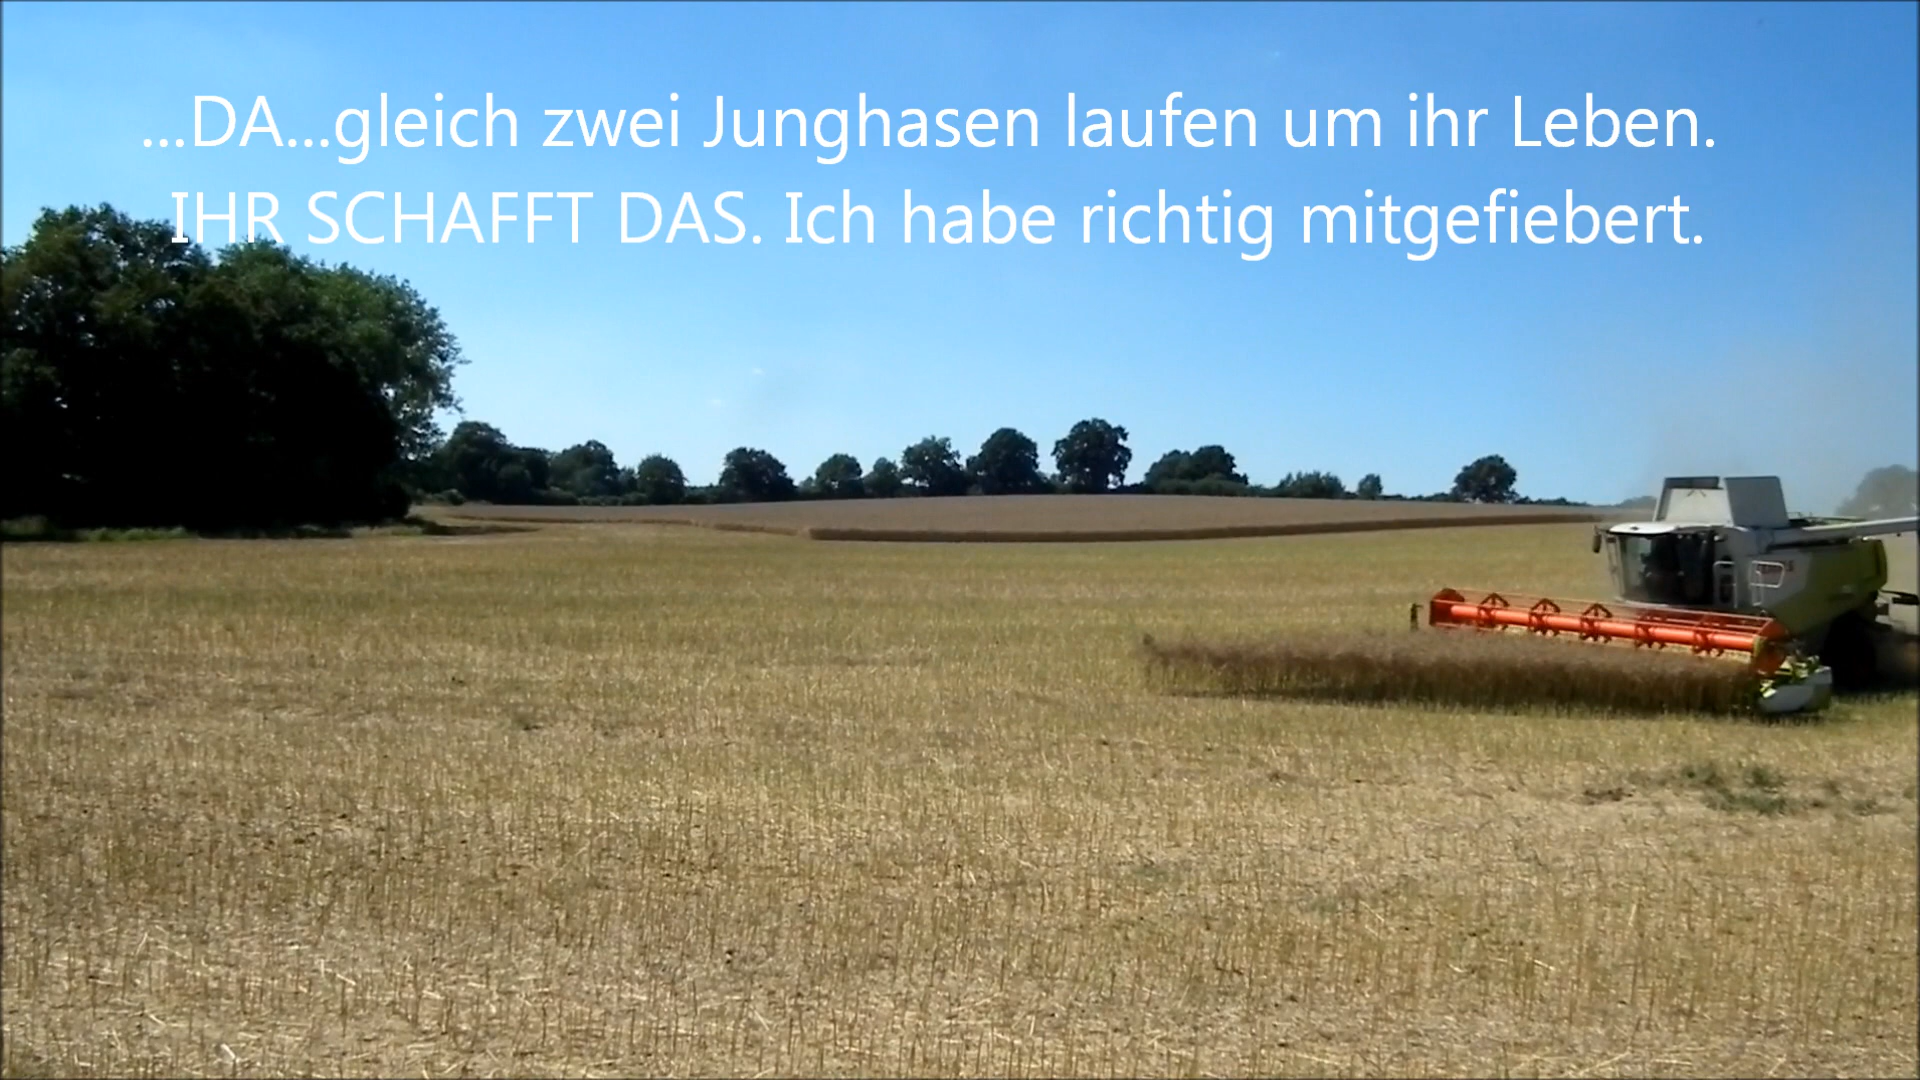 ...DA...gleich zwei Junghasen laufen um ihr Leben.
IHR SCHAFFT DAS. Ich habe richtig mitgefiebert.